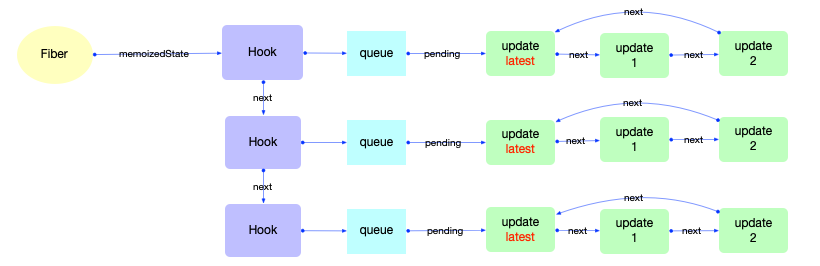 next
Fiber
memoizedState
Hook
queue
pending
update
latest
next
update
1
next
update
2
next
next
Hook
queue
pending
update
latest
next
update
1
next
update
2
next
next
Hook
queue
pending
update
latest
next
update
1
next
update
2